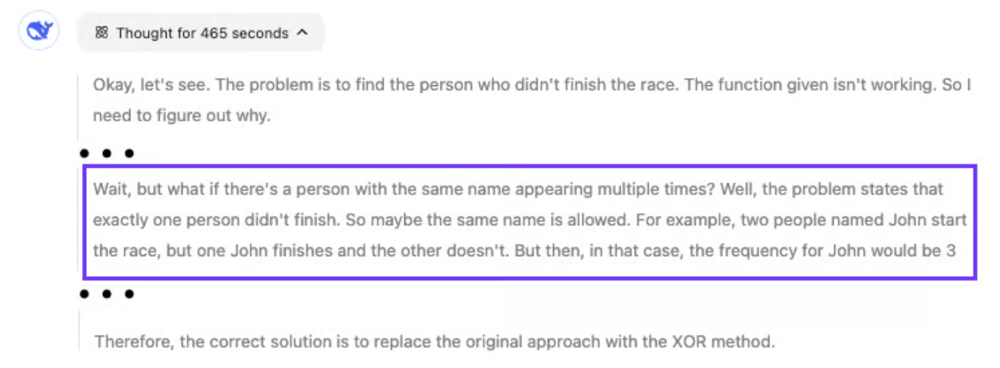 Thought for 465 seconds
Okay, let's see. The problem is to find the person who didn't finish the race. The function given isn't working. So I
need to figure out why.
Wait, but what if there's a person with the same name appearing multiple times? Well, the problem states that
exactly one person didn't finish. So maybe the same name is allowed. For example, two people named John start
the race, but one John finishes and the other doesn't. But then, in that case, the frequency for John would be 3
Therefore, the correct solution is to replace the original approach with the XOR method.